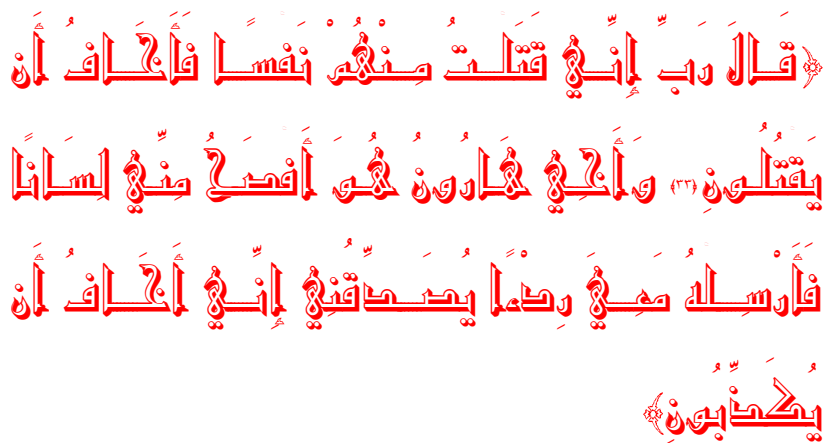 ﴿قَالَ رَبِّ إِنِّي قَتَلْتُ مِنْهُمْ نَفْسًا فَأَخَافُ أَن
يَقْتُلُونِ ﴿٣٣﴾ وَأَخِي هَارُونُ هُوَ أَفْصَحُ مِنِّي لِسَانًا
فَأَرْسِلْهُ مَعِيَ رِدْءًا يُصَدِّقُنِي إِنِّي أَخَافُ أَن
يُكَذِّبُونِ﴾